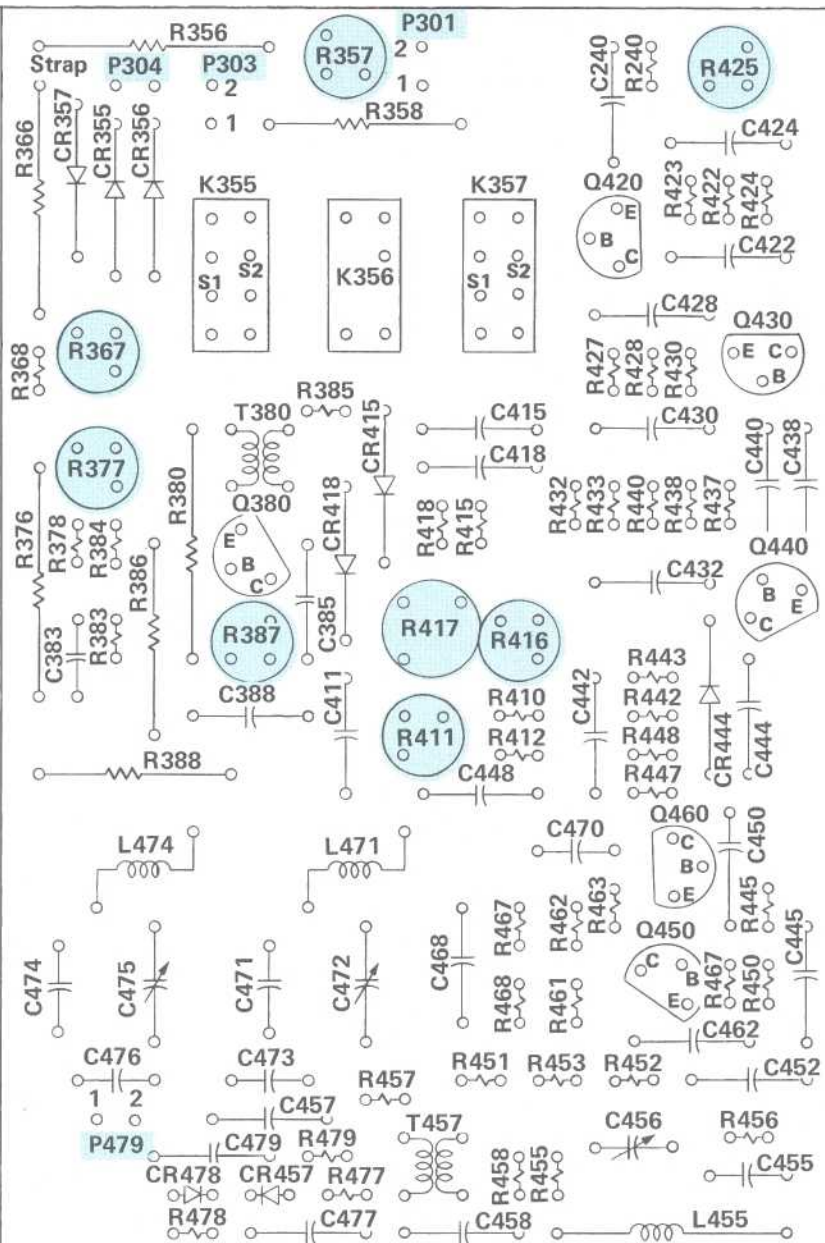 R356
P301
Strap P304 P303 R357 2
2 1
R366 CR357 CR355 CR356 1 R358
C240 R240 R425
C424
K355 K357 Q420 R423 R422 R424
E
B
C
S1 S2 K356 S1 S2
C422
C428 Q430
R368 R367 R427 R428 R430 E C
B
R385
T380 CR415 C415 C430 C440 C438
R377 C418
R376 R378 R384 R386 R380 Q380 CR418 R418 R415 R432 R433 R440 R438 R437
E
B
C
Q440
C432 B
E
C
C383 R383 R387 C385 R417 R416
R443
C388 C411 R410 C442 R442 CR444 C444
R411 R412 R448
R388 C448 R447
Q460 C450
L474 L471 C470 C
B
E
R467 R462 R463 R445
Q450
C474 C475 C471 C472 C468 C R467 R450 C445
B
E
R468 R461
C462
C476 C473 R451 R453 R452 C452
1 2 R457
C457
P479 C479 R479 T457 C456 R456
CR478 CR457 R477 R458 R455 C455
R478 C477 C458 L455